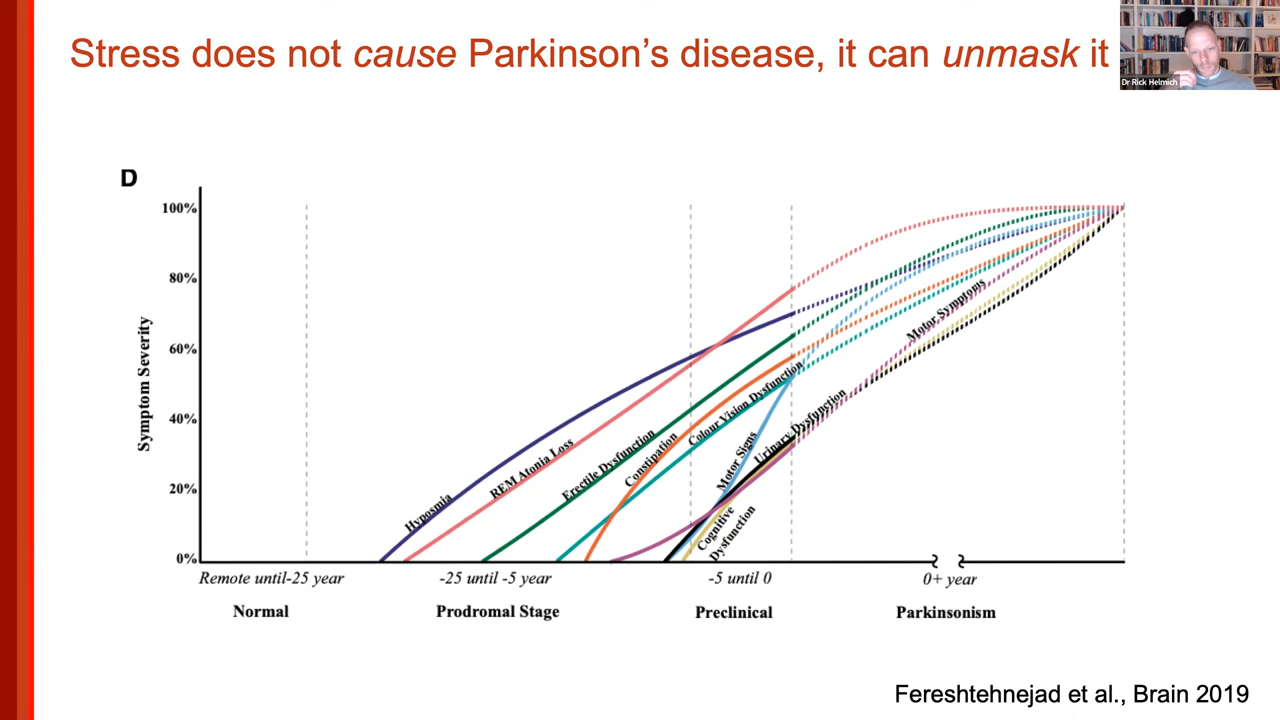 Stress does not cause Parkinson's disease, it can unmask it
Dr Rick Helmich
D
Symptom Severity
100%
80%
60%
40%
20%
0%
Hyposmia
REM Atonia Loss
Erectile Dysfunction
Constipation
Colour Vision Dysfunction
Motor Signs
Urinary Dysfunction
Cognitive
Dysfunction
Motor Symptoms
Remote until-25 year
-25 until -5 year
-5 until 0
0+ year
Normal
Prodromal Stage
Preclinical
Parkinsonism
Fereshtehnejad et al., Brain 2019